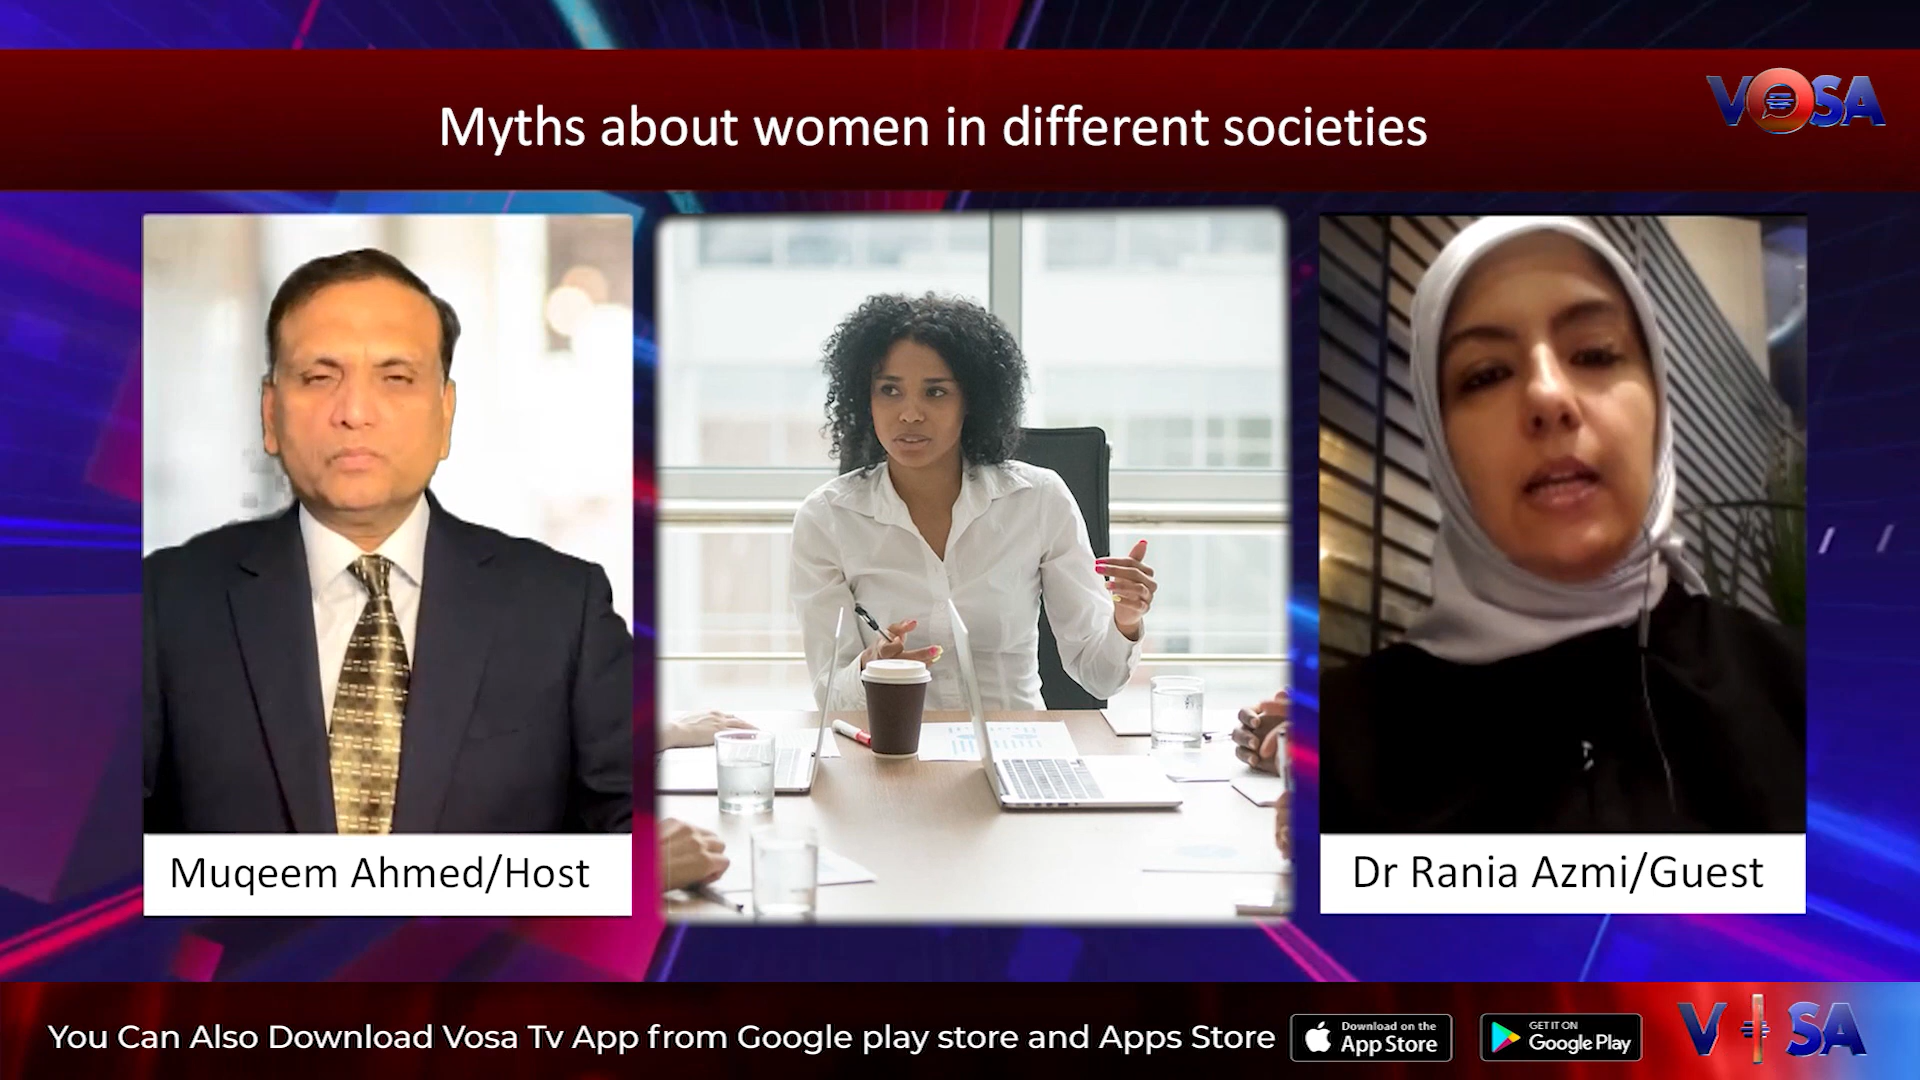 Myths about women in different societies
VOSA
Muqeem Ahmed/Host
Dr Rania Azmi/Guest
You Can Also Download Vosa Tv App from Google play store and Apps Store
Download on the
App Store
GET IT ON
Google Play
V SA